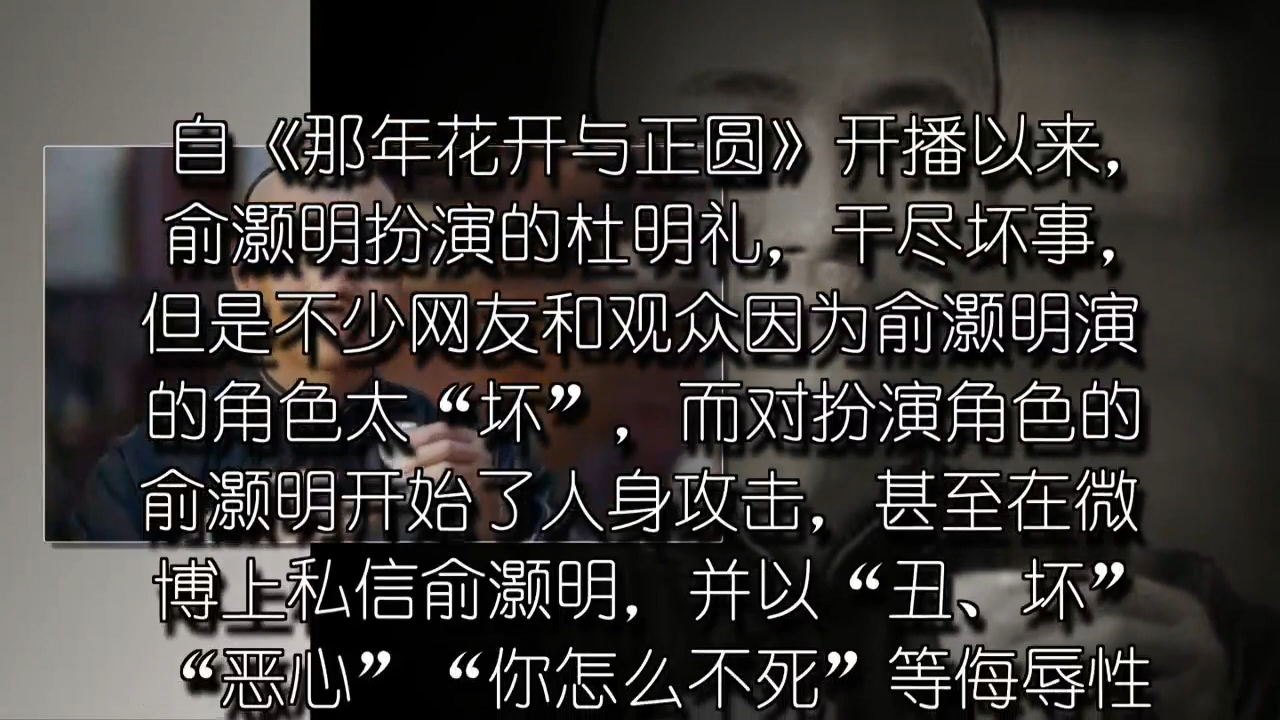 自《那年花开与正圆》开播以来，
俞灏明扮演的杜明礼，干尽坏事，
但是不少网友和观众因为俞灏明演
的角色太“坏”，而对扮演角色的
俞灏明开始了人身攻击，甚至在微
博上私信俞灏明，并以“丑、坏”
“恶心”“你怎么不死”等侮辱性